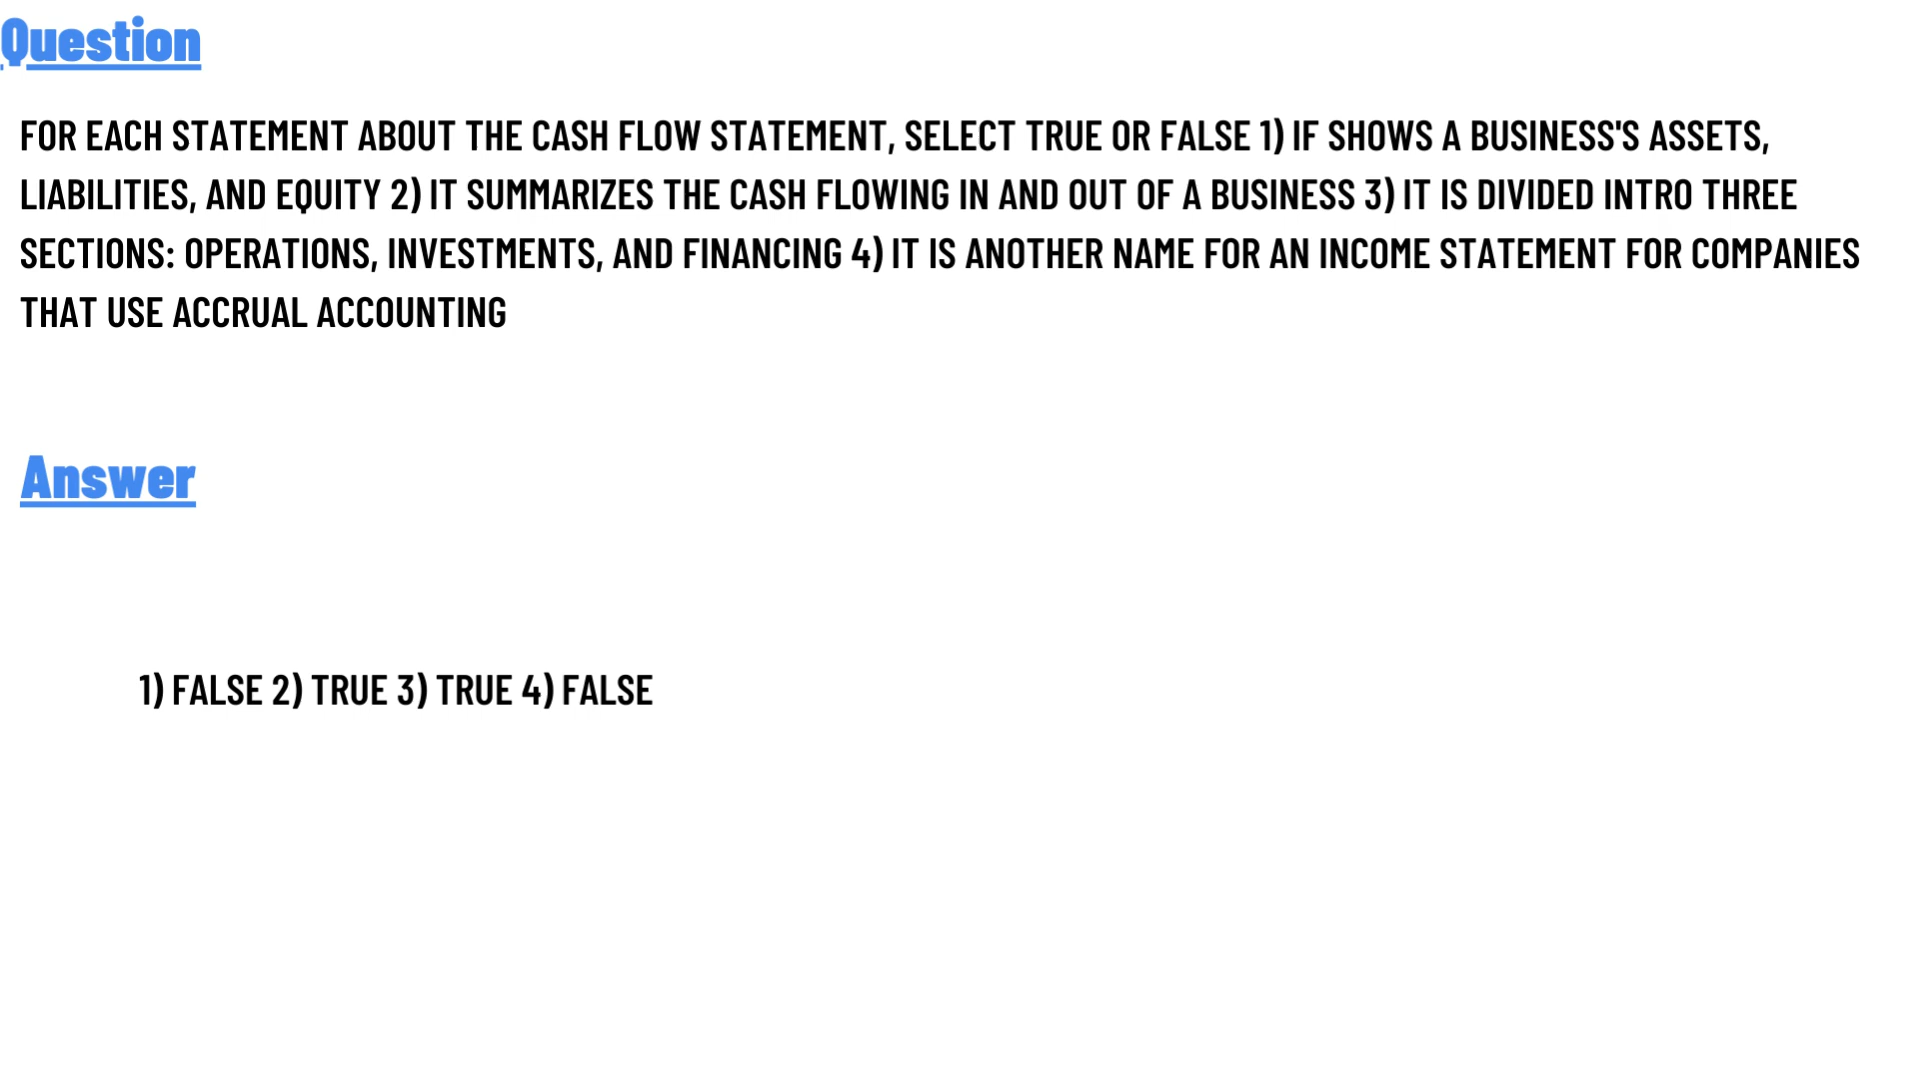 Question
FOR EACH STATEMENT ABOUT THE CASH FLOW STATEMENT, SELECT TRUE OR FALSE 1) IF SHOWS A BUSINESS'S ASSETS,
LIABILITIES, AND EQUITY 2) IT SUMMARIZES THE CASH FLOWING IN AND OUT OF A BUSINESS 3) IT IS DIVIDED INTRO THREE
SECTIONS: OPERATIONS, INVESTMENTS, AND FINANCING 4) IT IS ANOTHER NAME FOR AN INCOME STATEMENT FOR COMPANIES
THAT USE ACCRUAL ACCOUNTING
Answer
1) FALSE 2) TRUE 3) TRUE 4) FALSE